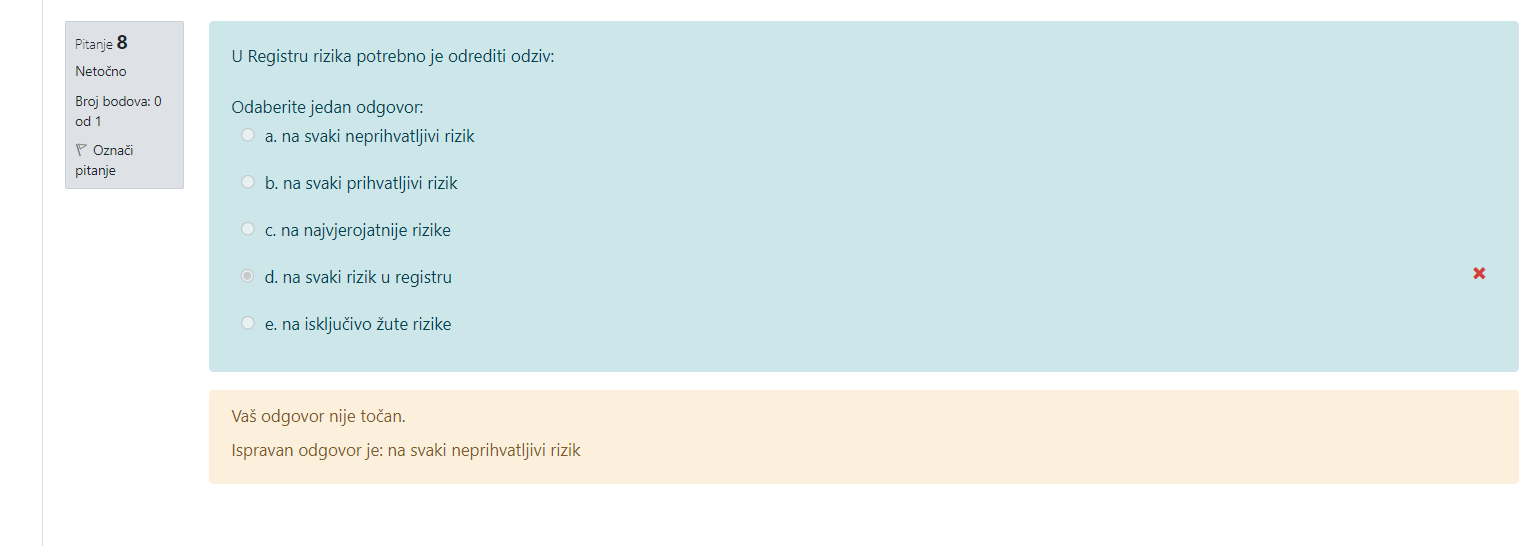 Pitanje 8
Netočno
Broj bodova: 0
od 1
Označi
pitanje
U Registru rizika potrebno je odrediti odziv:
Odaberite jedan odgovor:
a. na svaki neprihvatljivi rizik
b. na svaki prihvatljivi rizik
c. na najvjerojatnije rizike
d. na svaki rizik u registru
e. na isključivo žute rizike
Vaš odgovor nije točan.
Ispravan odgovor je: na svaki neprihvatljivi rizik